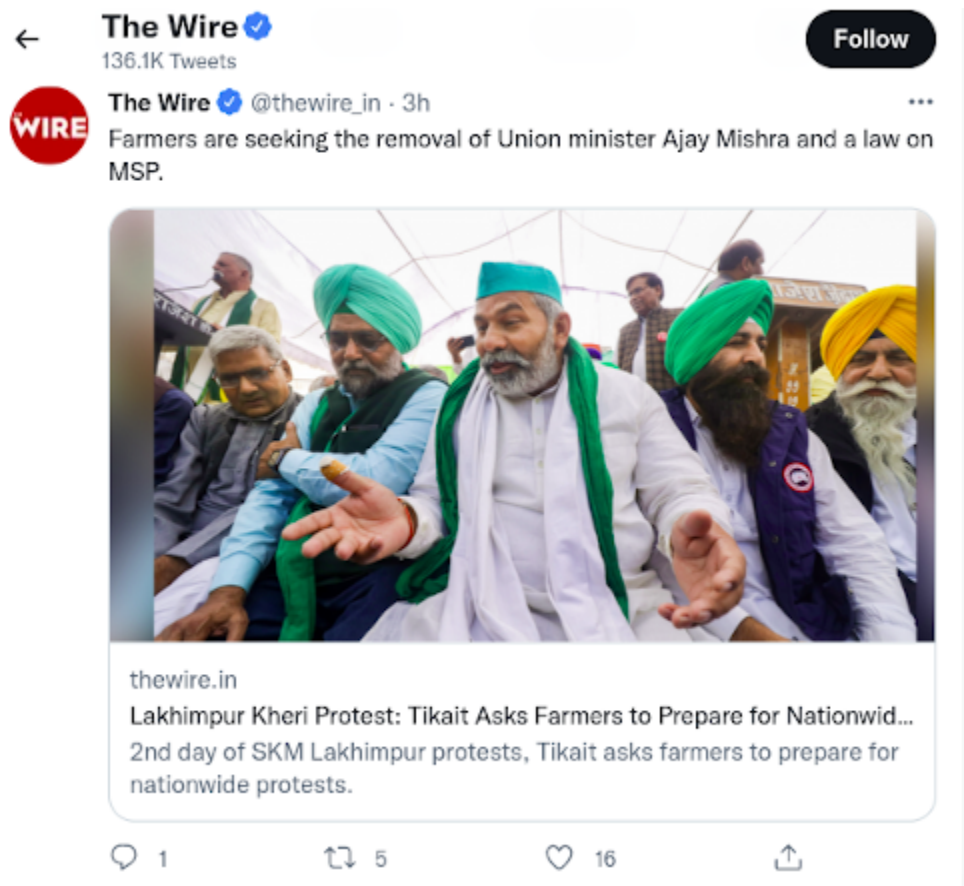 The Wire
136.1K Tweets
Follow
WIRE
The Wire @thewire_in · 3h
Farmers are seeking the removal of Union minister Ajay Mishra and a law on
MSP.
thewire.in
Lakhimpur Kheri Protest: Tikait Asks Farmers to Prepare for Nationwid...
2nd day of SKM Lakhimpur protests, Tikait asks farmers to prepare for
nationwide protests.
1 5 16